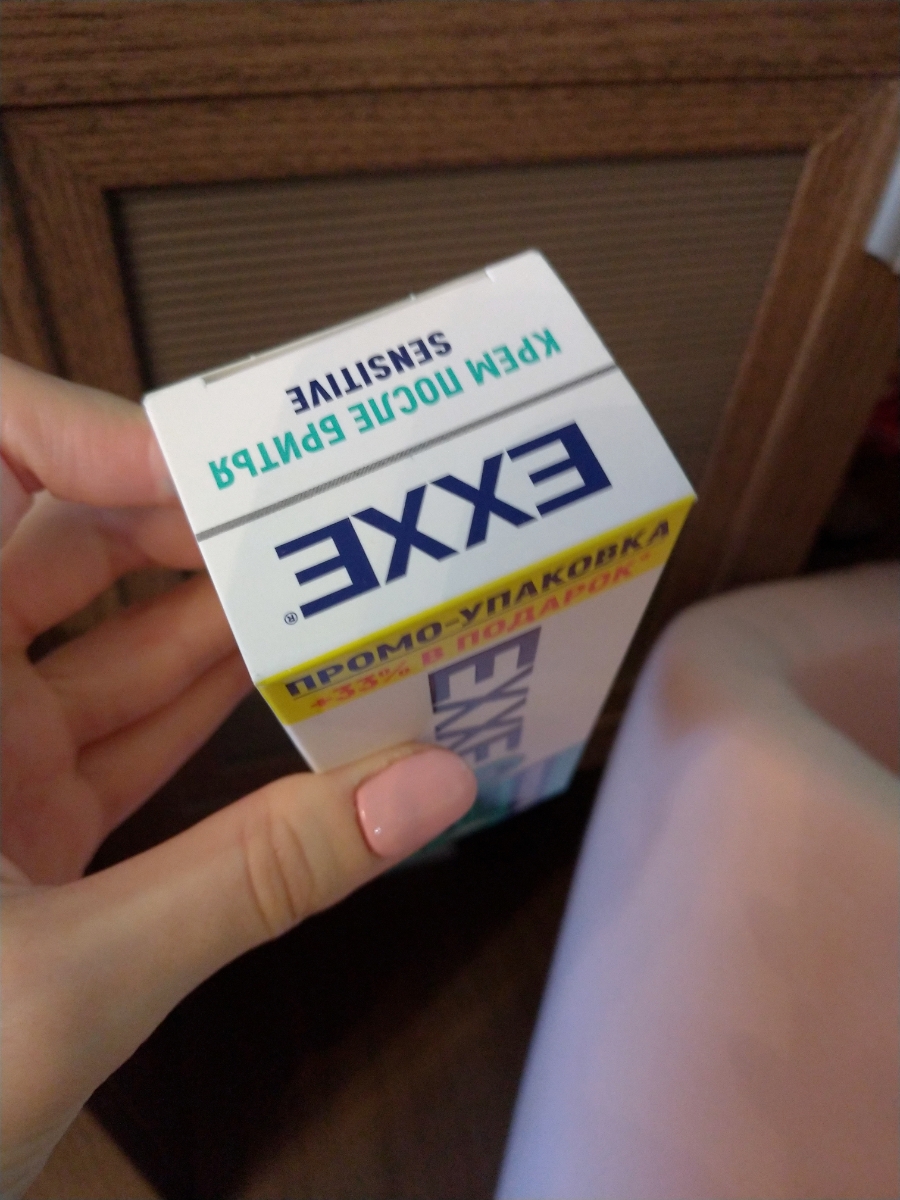 EXXE®
КРЕМ ПОСЛЕ БРИТЬЯ
SENSITIVE
ПРОМО-УПАКОВКА
+33% В ПОДАРОК*
EXXE